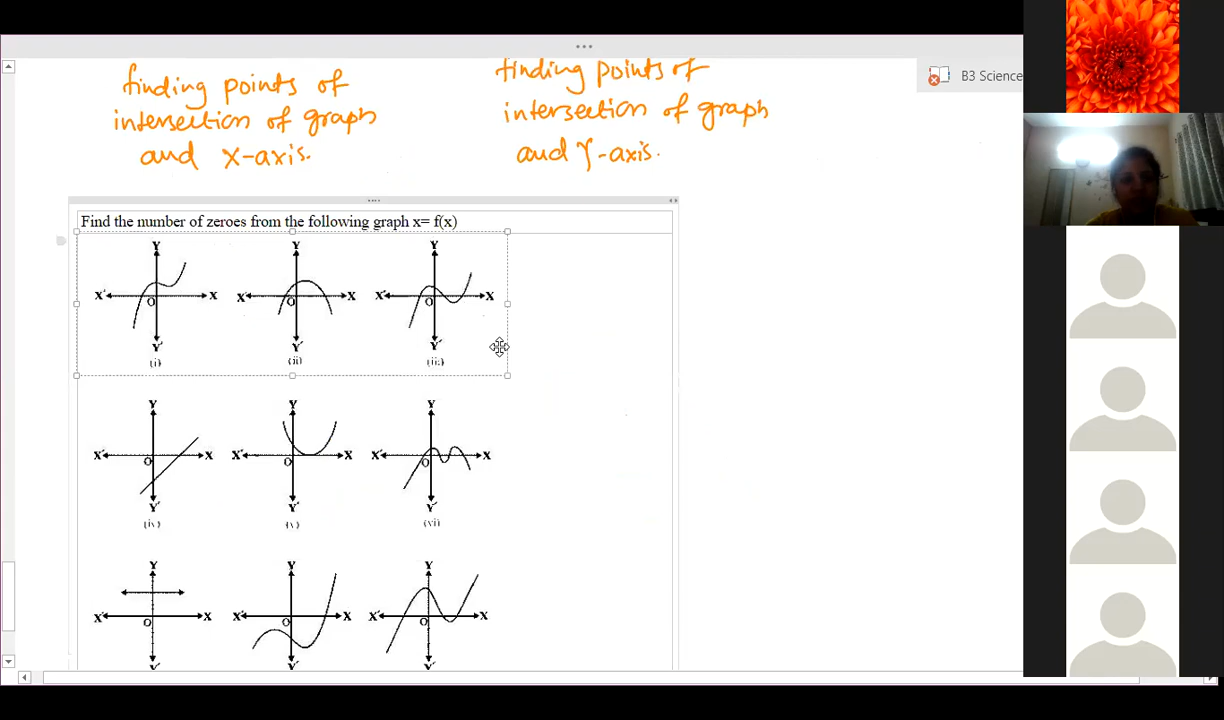 finding points of
intersection of graph
and X-axis.
finding points of
intersection of graph
and Y-axis.
B3 Science
Find the number of zeroes from the following graph x= f(x)
Y Y Y
X' O X X' O X X' O X
Y' Y' Y'
(i) (ii) (iii)
Y Y Y
X' O X X' O X X' O X
Y' Y' Y'
(iv) (v) (vi)
Y Y Y
X' O X X' O X X' O X